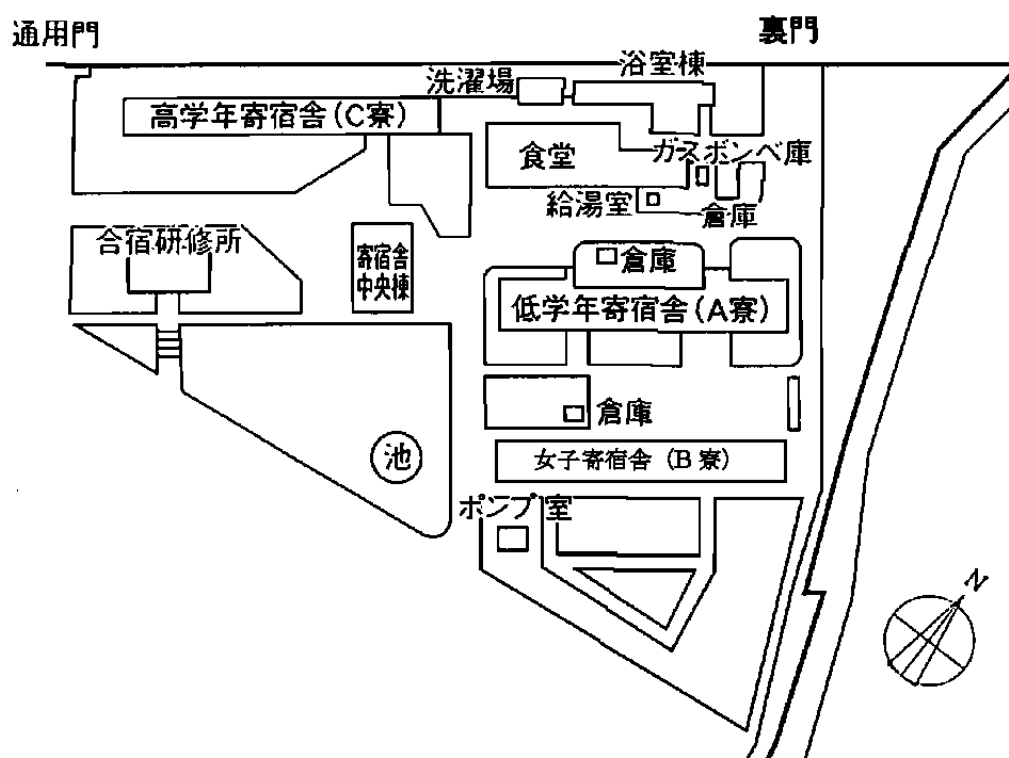 通用門
裏門
浴室棟
洗濯場
高学年寄宿舎(C寮)
食堂
ガスボンベ庫
給湯室
倉庫
合宿研修所
寄宿舎
中央棟
倉庫
低学年寄宿舎(A寮)
倉庫
池
女子寄宿舎(B寮)
ポンプ室
N